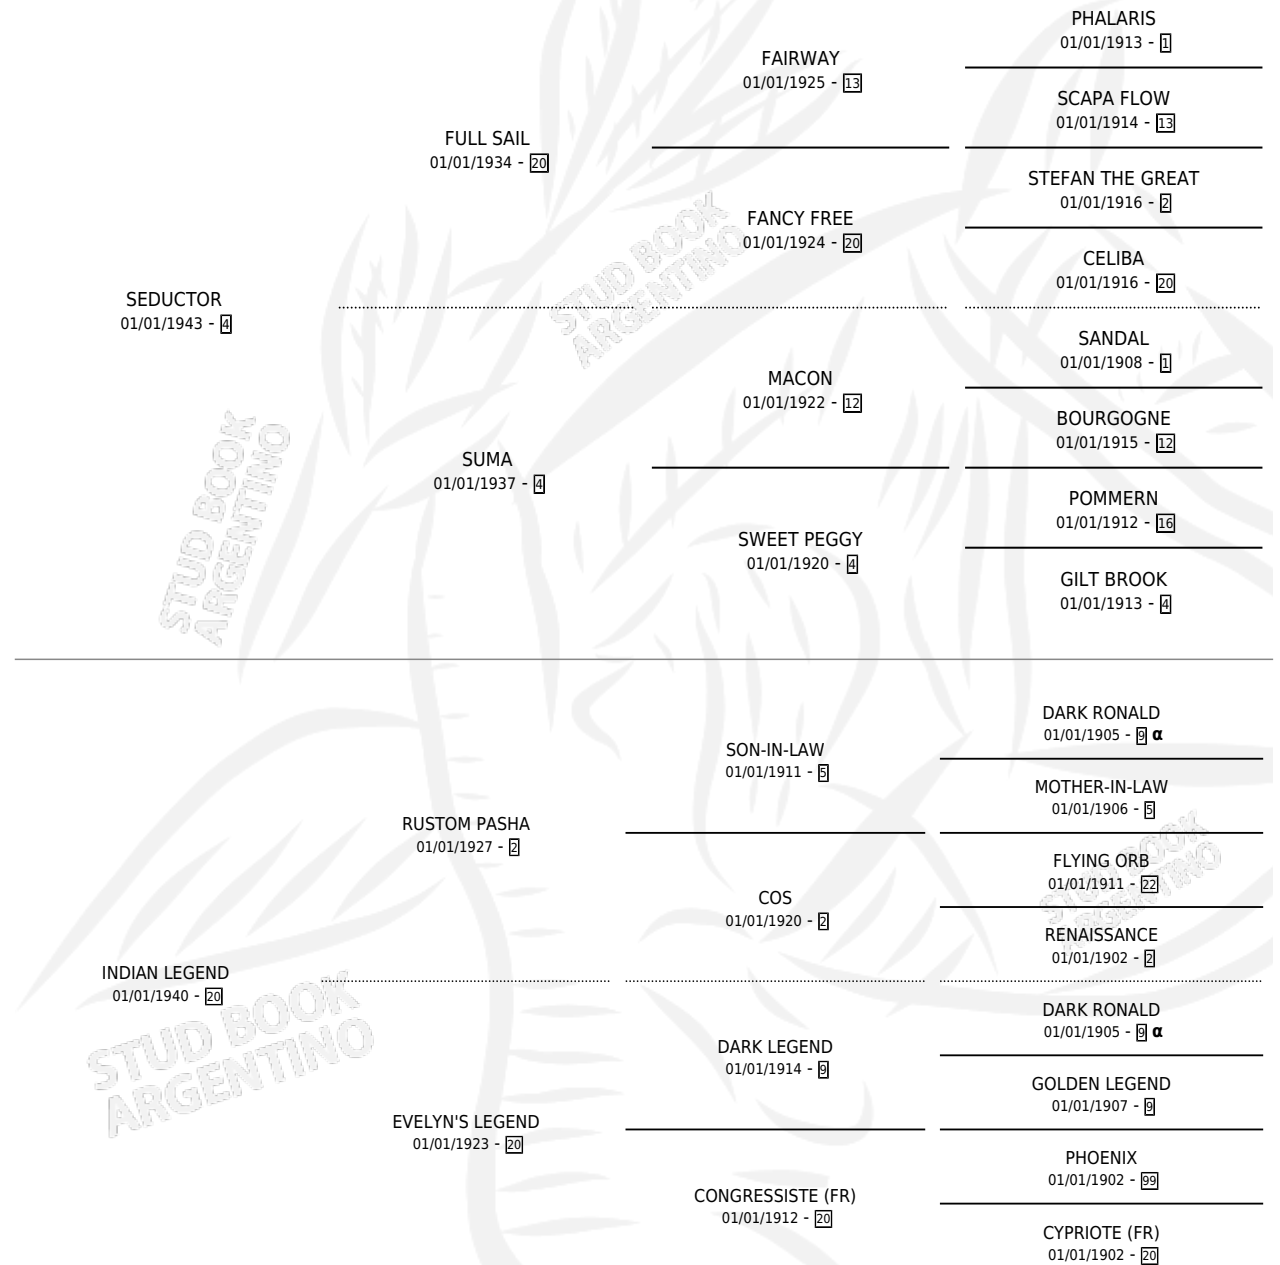 PHALARIS
01/01/1913 - 1
FAIRWAY
01/01/1925 - 13
SCAPA FLOW
01/01/1914 - 13
FULL SAIL
01/01/1934 - 20
STEFAN THE GREAT
01/01/1916 - 2
FANCY FREE
01/01/1924 - 20
CELIBA
01/01/1916 - 20
SEDUCTOR
01/01/1943 - 4
STUD BOOK
ARGENTINO
SANDAL
01/01/1908 - 1
MACON
01/01/1922 - 12
BOURGOGNE
01/01/1915 - 12
SUMA
01/01/1937 - 4
POMMERN
01/01/1912 - 16
SWEET PEGGY
01/01/1920 - 4
GILT BROOK
01/01/1913 - 4
STUD BOOK
ARGENTINO
DARK RONALD
01/01/1905 - 9 α
SON-IN-LAW
01/01/1911 - 5
MOTHER-IN-LAW
01/01/1906 - 5
RUSTOM PASHA
01/01/1927 - 2
FLYING ORB
01/01/1911 - 22
COS
01/01/1920 - 2
RENAISSANCE
01/01/1902 - 2
STUD BOOK
ARGENTINO
INDIAN LEGEND
01/01/1940 - 20
STUD BOOK
ARGENTINO
DARK RONALD
01/01/1905 - 9 α
DARK LEGEND
01/01/1914 - 9
GOLDEN LEGEND
01/01/1907 - 9
EVELYN'S LEGEND
01/01/1923 - 20
PHOENIX
01/01/1902 - 99
CONGRESSISTE (FR)
01/01/1912 - 20
CYPRIOTE (FR)
01/01/1902 - 20